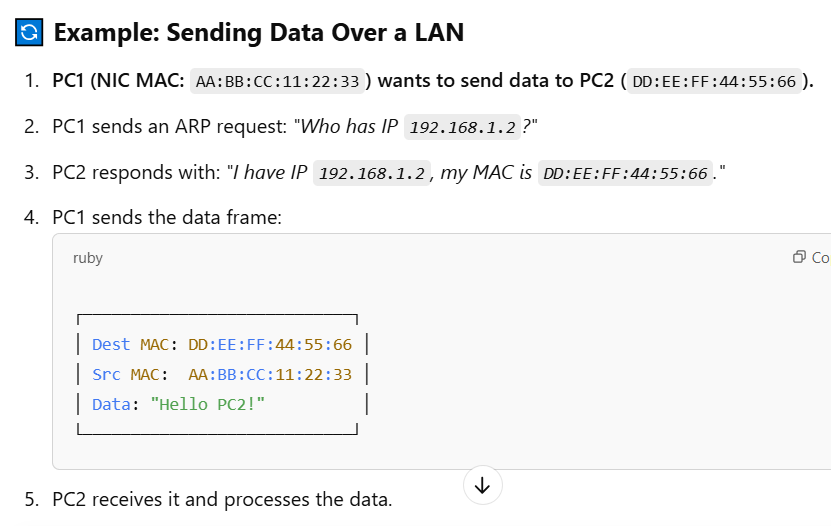 Example: Sending Data Over a LAN
1. PC1 (NIC MAC: AA:BB:CC:11:22:33) wants to send data to PC2 (DD:EE:FF:44:55:66).
2. PC1 sends an ARP request: "Who has IP 192.168.1.2?"
3. PC2 responds with: "I have IP 192.168.1.2, my MAC is DD:EE:FF:44:55:66."
4. PC1 sends the data frame:
ruby
Co
Dest MAC: DD:EE:FF:44:55:66
Src MAC:  AA:BB:CC:11:22:33
Data: "Hello PC2!"
5. PC2 receives it and processes the data.